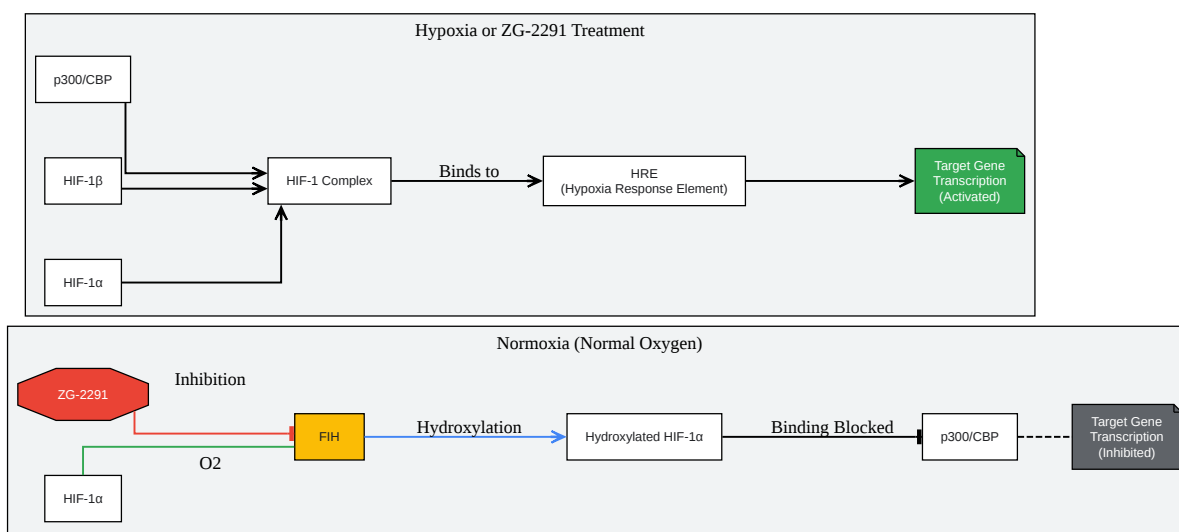 Hypoxia or ZG-2291 Treatment
p300/CBP
HIF-1β
HIF-1α
HIF-1 Complex
Binds to
HRE
(Hypoxia Response Element)
Target Gene
Transcription
(Activated)
Normoxia (Normal Oxygen)
ZG-2291
Inhibition
HIF-1α
O2
FIH
Hydroxylation
Hydroxylated HIF-1α
Binding Blocked
p300/CBP
Target Gene
Transcription
(Inhibited)